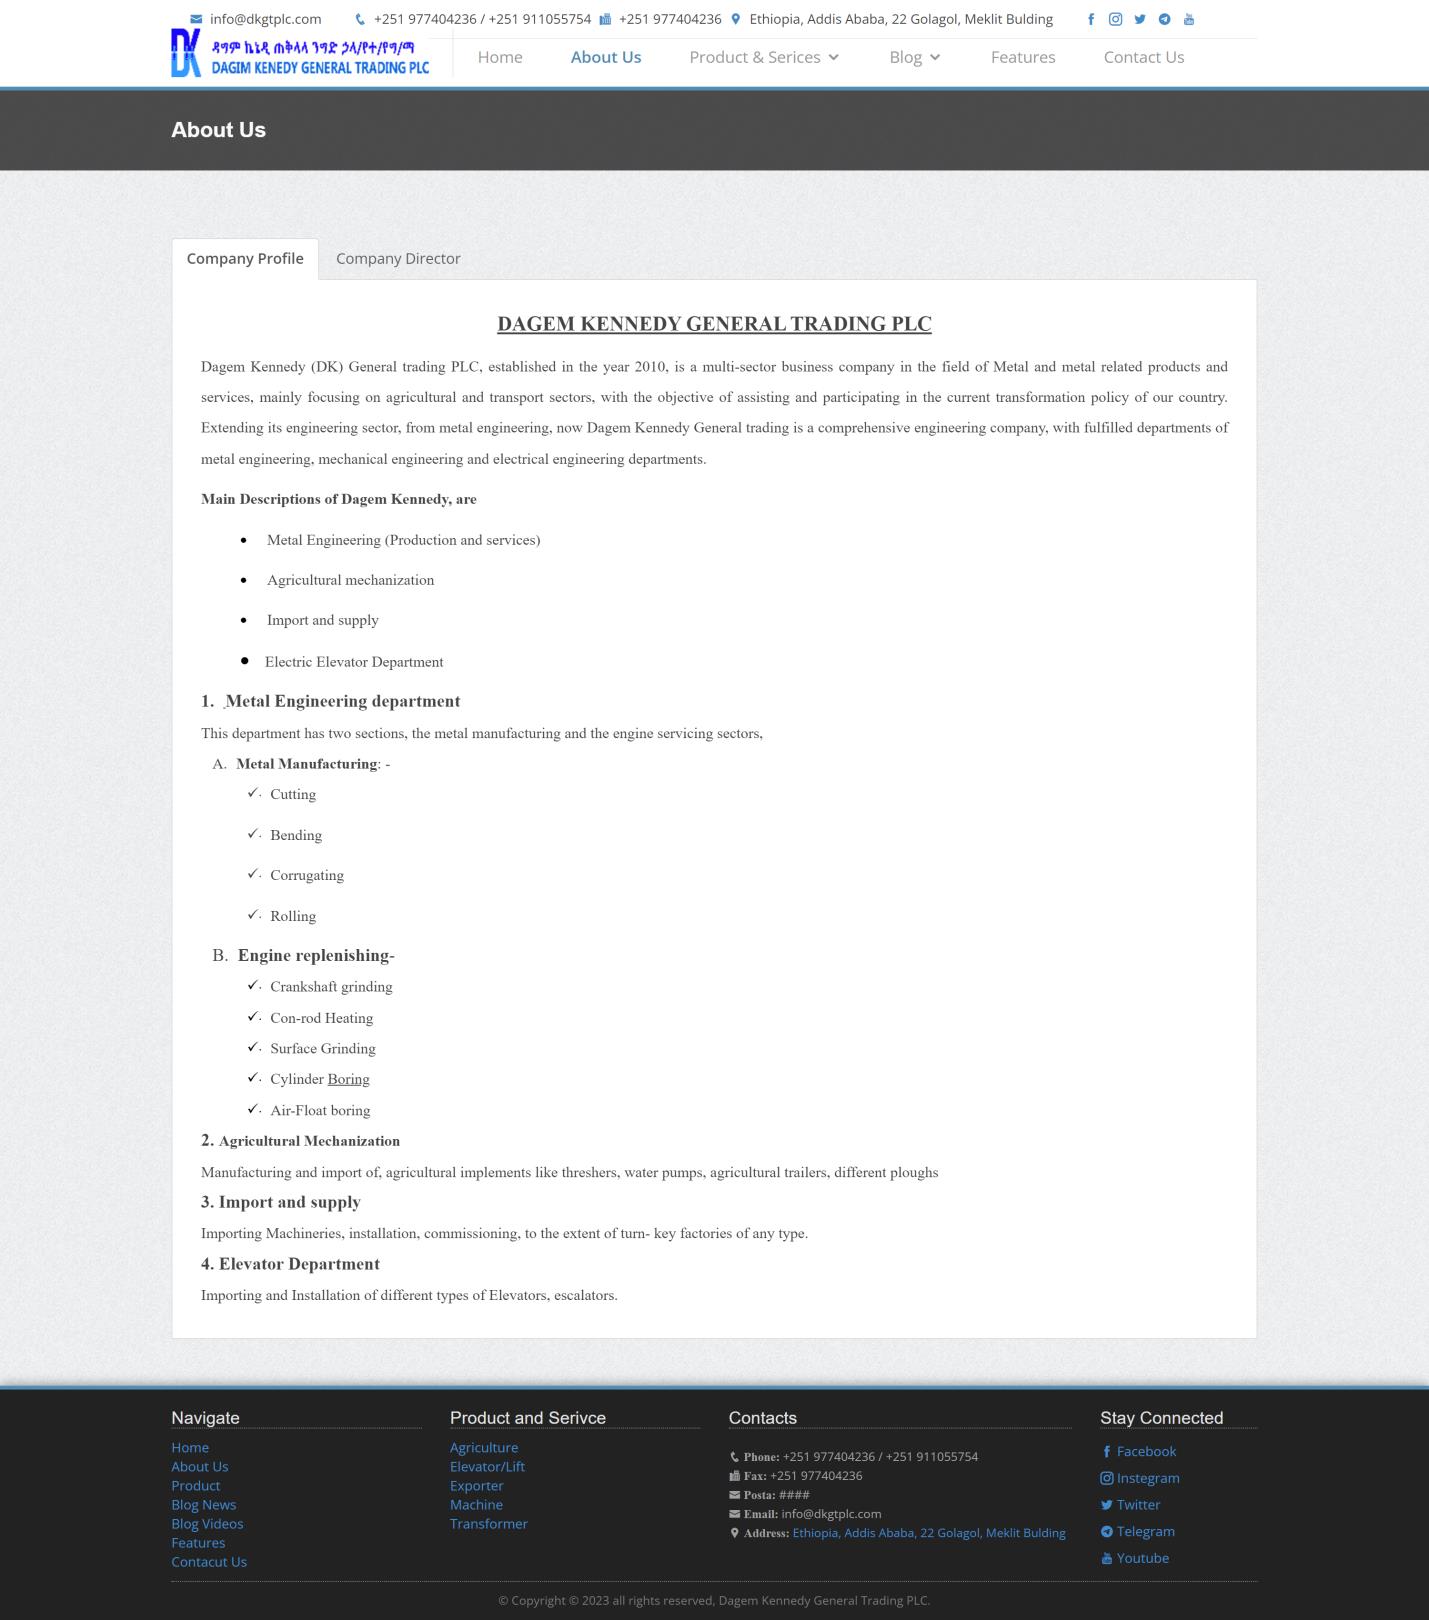 info@dkgtplc.com +251 977404236 / +251 911055754 +251 977404236 Ethiopia, Addis Ababa, 22 Golagol, Meklit Bulding
DK ዳግም ኬኔዲ ጠቅላላ ንግድ ኃላ/የተ/የግ/ማ
DAGIM KENEDY GENERAL TRADING PLC
Home About Us Product & Serices Blog Features Contact Us
About Us
Company Profile Company Director
DAGEM KENNEDY GENERAL TRADING PLC
Dagem Kennedy (DK) General trading PLC, established in the year 2010, is a multi-sector business company in the field of Metal and metal related products and
services, mainly focusing on agricultural and transport sectors, with the objective of assisting and participating in the current transformation policy of our country.
Extending its engineering sector, from metal engineering, now Dagem Kennedy General trading is a comprehensive engineering company, with fulfilled departments of
metal engineering, mechanical engineering and electrical engineering departments.
Main Descriptions of Dagem Kennedy, are
• Metal Engineering (Production and services)
• Agricultural mechanization
• Import and supply
• Electric Elevator Department
1. Metal Engineering department
This department has two sections, the metal manufacturing and the engine servicing sectors,
A. Metal Manufacturing: -
✓. Cutting
✓. Bending
✓. Corrugating
✓. Rolling
B. Engine replenishing-
✓. Crankshaft grinding
✓. Con-rod Heating
✓. Surface Grinding
✓. Cylinder Boring
✓. Air-Float boring
2. Agricultural Mechanization
Manufacturing and import of, agricultural implements like threshers, water pumps, agricultural trailers, different ploughs
3. Import and supply
Importing Machineries, installation, commissioning, to the extent of turn- key factories of any type.
4. Elevator Department
Importing and Installation of different types of Elevators, escalators.
Navigate
Home
About Us
Product
Blog News
Blog Videos
Features
Contacut Us
Product and Serivce
Agriculture
Elevator/Lift
Exporter
Machine
Transformer
Contacts
Phone: +251 977404236 / +251 911055754
Fax: +251 977404236
Posta: ####
Email: info@dkgtplc.com
Address: Ethiopia, Addis Ababa, 22 Golagol, Meklit Bulding
Stay Connected
Facebook
Instegram
Twitter
Telegram
Youtube
© Copyright © 2023 all rights reserved, Dagem Kennedy General Trading PLC.